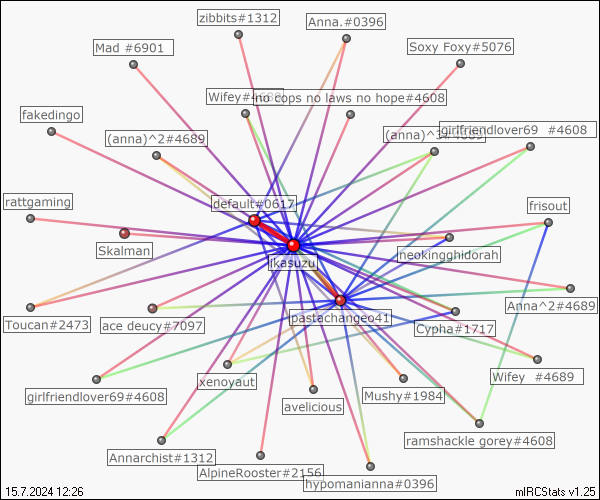 zibbits#1312
Anna.#0396
Mad #6901
Soxy Foxy#5076
Wifey#4689
no cops no laws no hope#4608
fakedingo
(anna)^2#4689
(anna)^3#4689
girlfriendlover69 #4608
rattgaming
default#0617
frisout
Skalman
ikasuzu
neokingghidorah
Anna^2#4689
Toucan#2473
ace deucy#7097
pastachangeo41
Cypha#1717
xenoyaut
Wifey #4689
girlfriendlover69#4608
Mushy#1984
avelicious
ramshackle gorey#4608
Annarchist#1312
AlpineRooster#2156
hypomanianna#0396
15.7.2024 12:26
mIRCStats v1.25